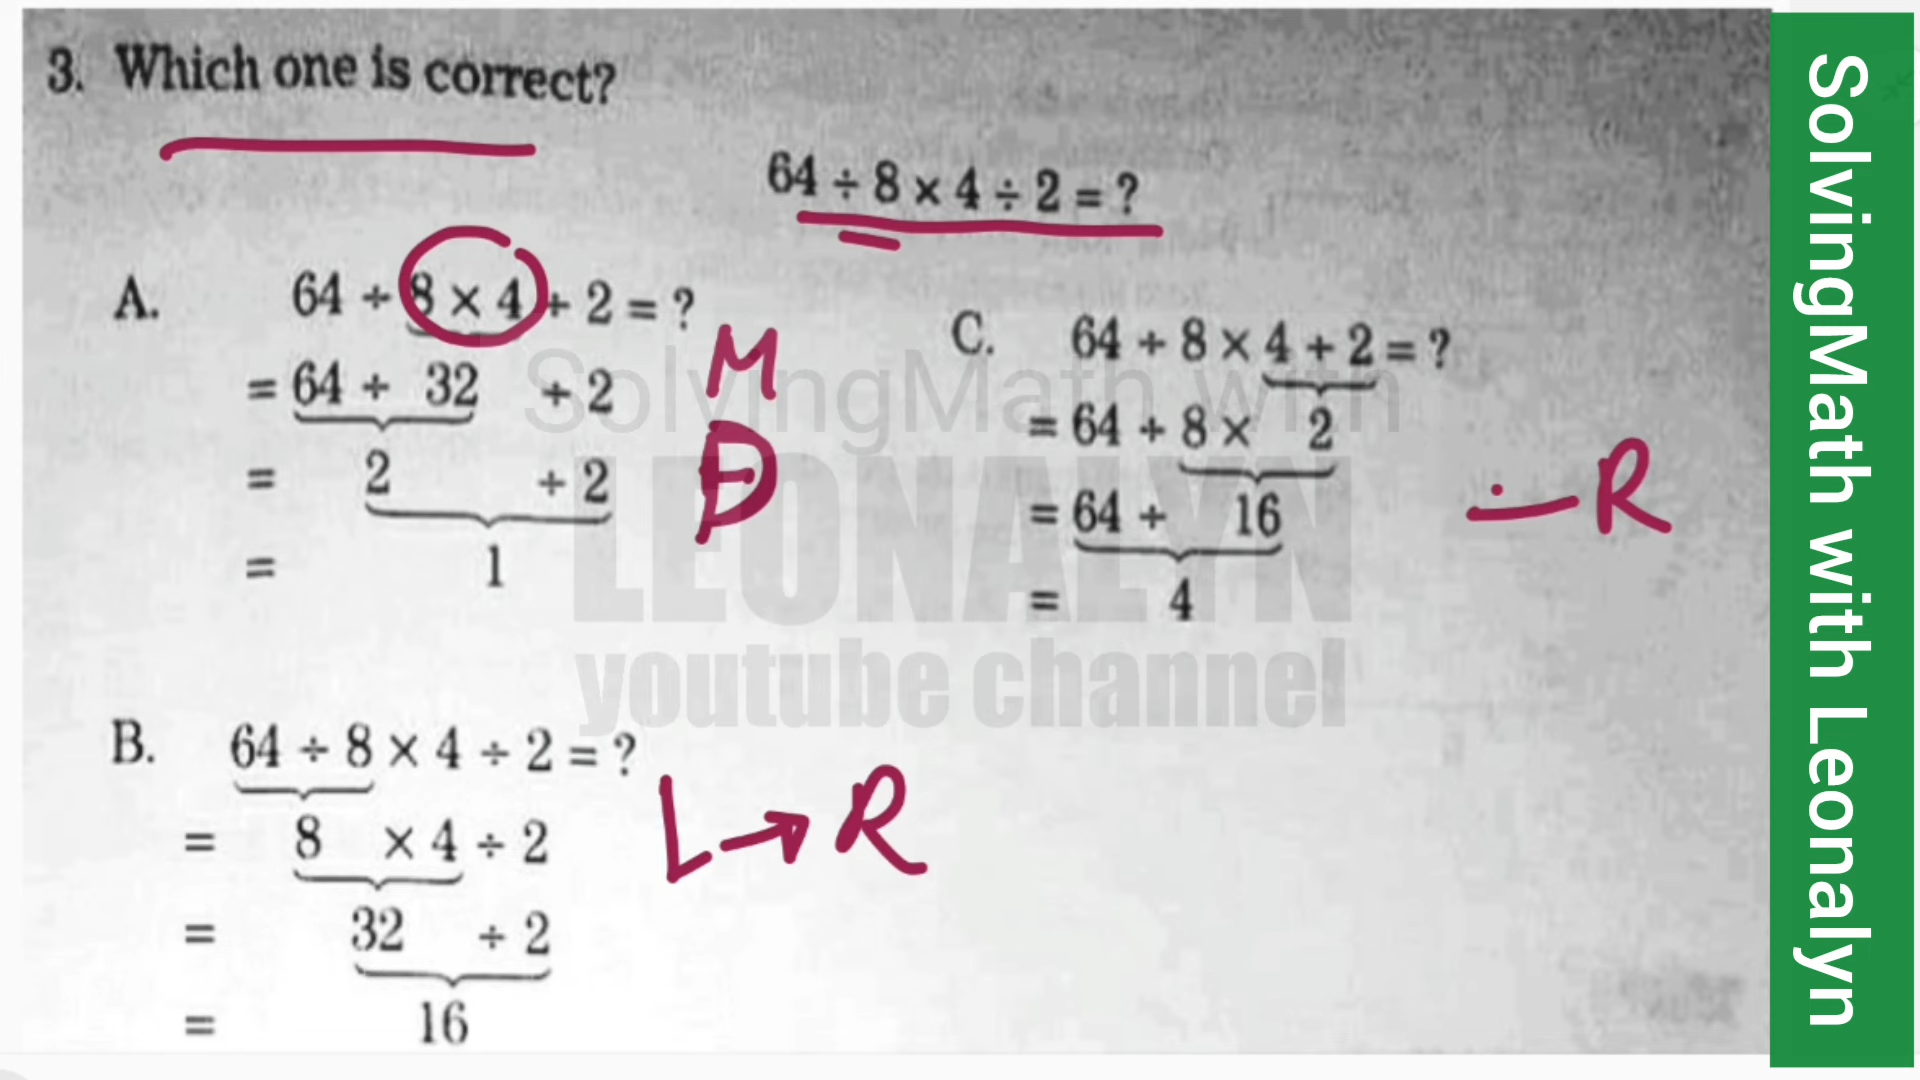 3. Which one is correct?
64 ÷ 8 × 4 ÷ 2 = ?
A. 64 ÷ 8 × 4 ÷ 2 = ?
= 64 ÷ 32 ÷ 2
= 2 ÷ 2
= 1
M
D
C. 64 ÷ 8 × 4 ÷ 2 = ?
= 64 ÷ 8 × 2
= 64 ÷ 16
= 4
÷ R
B. 64 ÷ 8 × 4 ÷ 2 = ?
= 8 × 4 ÷ 2
= 32 ÷ 2
= 16
L → R
SolvingMath with
LEONALYN
youtube channel
SolvingMath with Leonalyn